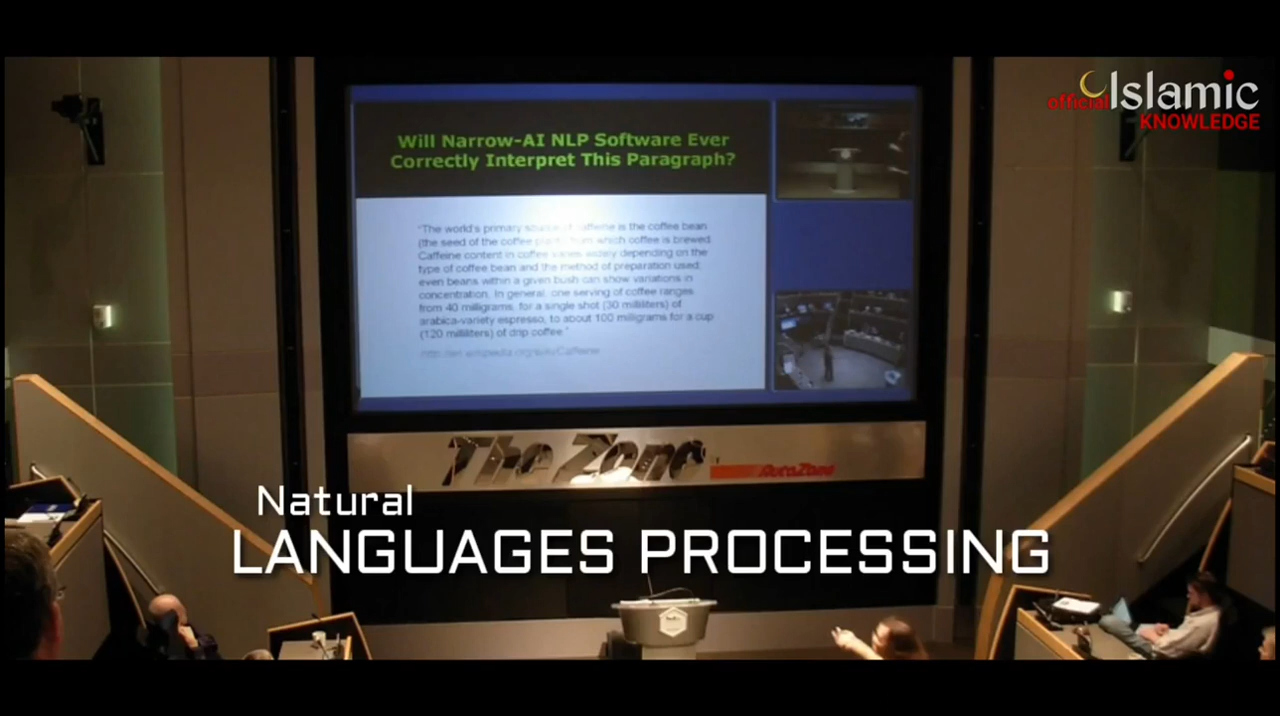 official Islamic
KNOWLEDGE
Will Narrow-AI NLP Software Ever
Correctly Interpret This Paragraph?
"The world's primary source of caffeine is the coffee bean
(the seed of the coffee plant), from which coffee is brewed.
Caffeine content in coffee varies widely depending on the
type of coffee bean and the method of preparation used;
even beans within a given bush can show variations in
concentration. In general, one serving of coffee ranges
from 40 milligrams, for a single shot (30 milliliters) of
arabica-variety espresso, to about 100 milligrams for a cup
(120 milliliters) of drip coffee."
http://en.wikipedia.org/wiki/Caffeine
The Zone
AutoZone
Natural
LANGUAGES PROCESSING